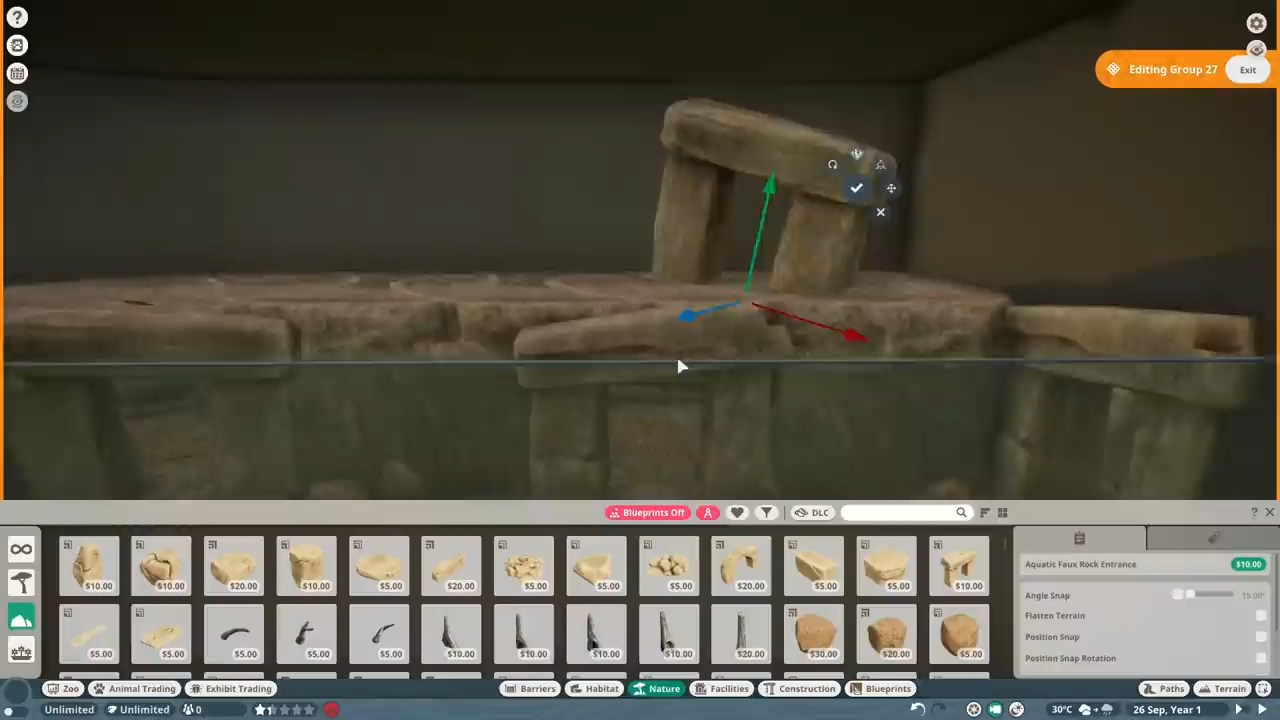 ?
Editing Group 27 Exit
Blueprints Off DLC ? 
$10.00 $10.00 $20.00 $10.00 $5.00 $20.00 $5.00 $5.00 $5.00 $20.00 $5.00 $5.00 $10.00
$5.00 $5.00 $5.00 $5.00 $5.00 $10.00 $10.00 $10.00 $10.00 $20.00 $30.00 $20.00 $5.00
Aquatic Faux Rock Entrance $10.00
Angle Snap 15.00°
Flatten Terrain
Position Snap
Position Snap Rotation
Zoo Animal Trading Exhibit Trading Barriers Habitat Nature Facilities Construction Blueprints Paths Terrain
Unlimited Unlimited 0 30°C 26 Sep, Year 1